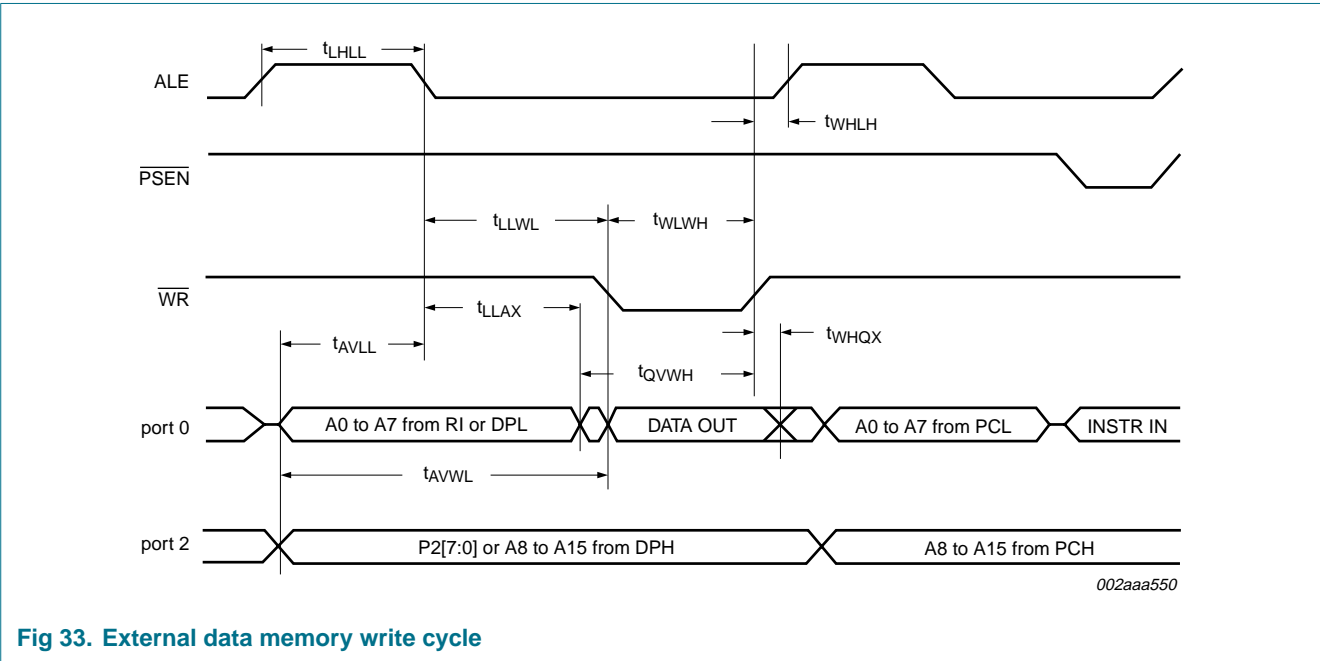 tLHLL
ALE
tWHLH
PSEN
tLLWL
tWLWH
WR
tLLAX
tWHQX
tAVLL
tQVWH
port 0
A0 to A7 from RI or DPL
DATA OUT
A0 to A7 from PCL
INSTR IN
tAVWL
port 2
P2[7:0] or A8 to A15 from DPH
A8 to A15 from PCH
002aaa550
Fig 33. External data memory write cycle